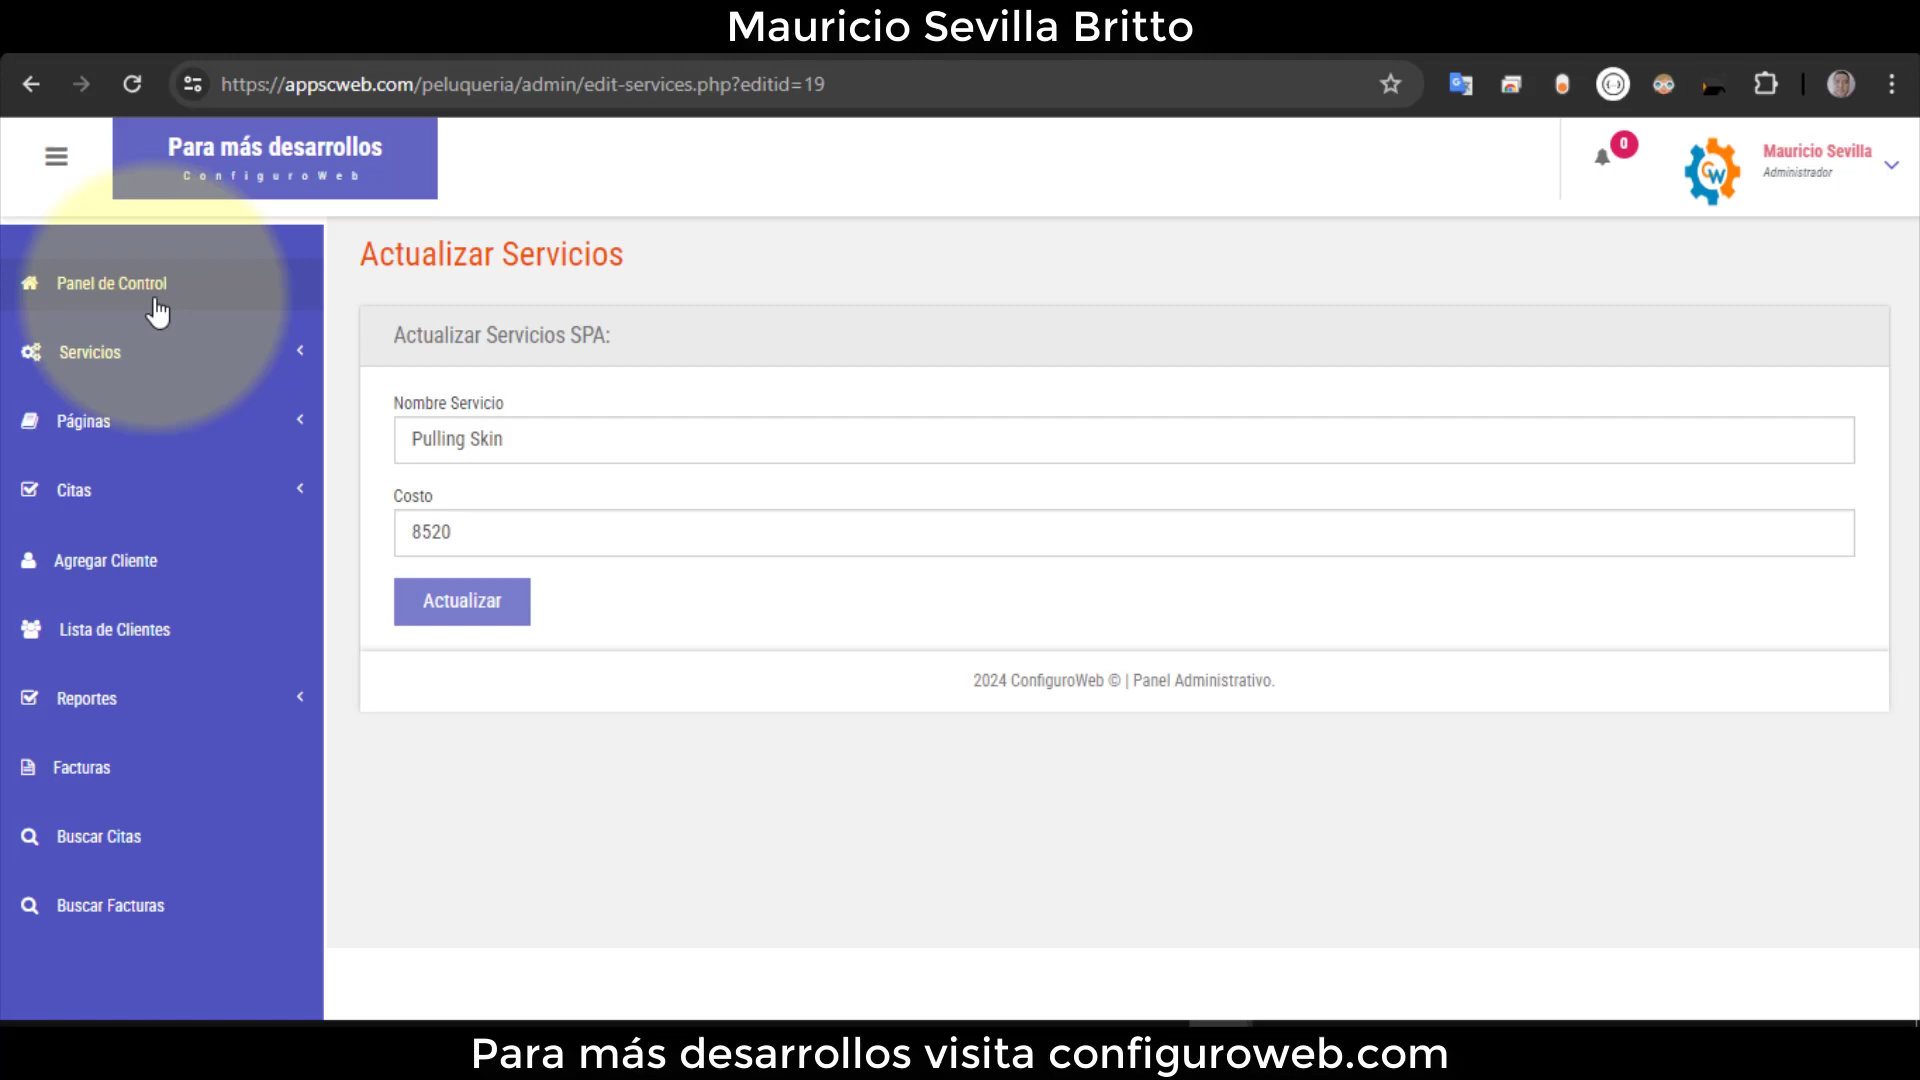 Mauricio Sevilla Britto
https://appscweb.com/peluqueria/admin/edit-services.php?editid=19
Para más desarrollos
ConfiguroWeb
0
Mauricio Sevilla
Administrador
CW
Panel de Control
Servicios
Páginas
Citas
Agregar Cliente
Lista de Clientes
Reportes
Facturas
Buscar Citas
Buscar Facturas
Actualizar Servicios
Actualizar Servicios SPA:
Nombre Servicio
Pulling Skin
Costo
8520
Actualizar
2024 ConfiguroWeb © | Panel Administrativo.
Para más desarrollos visita configuroweb.com